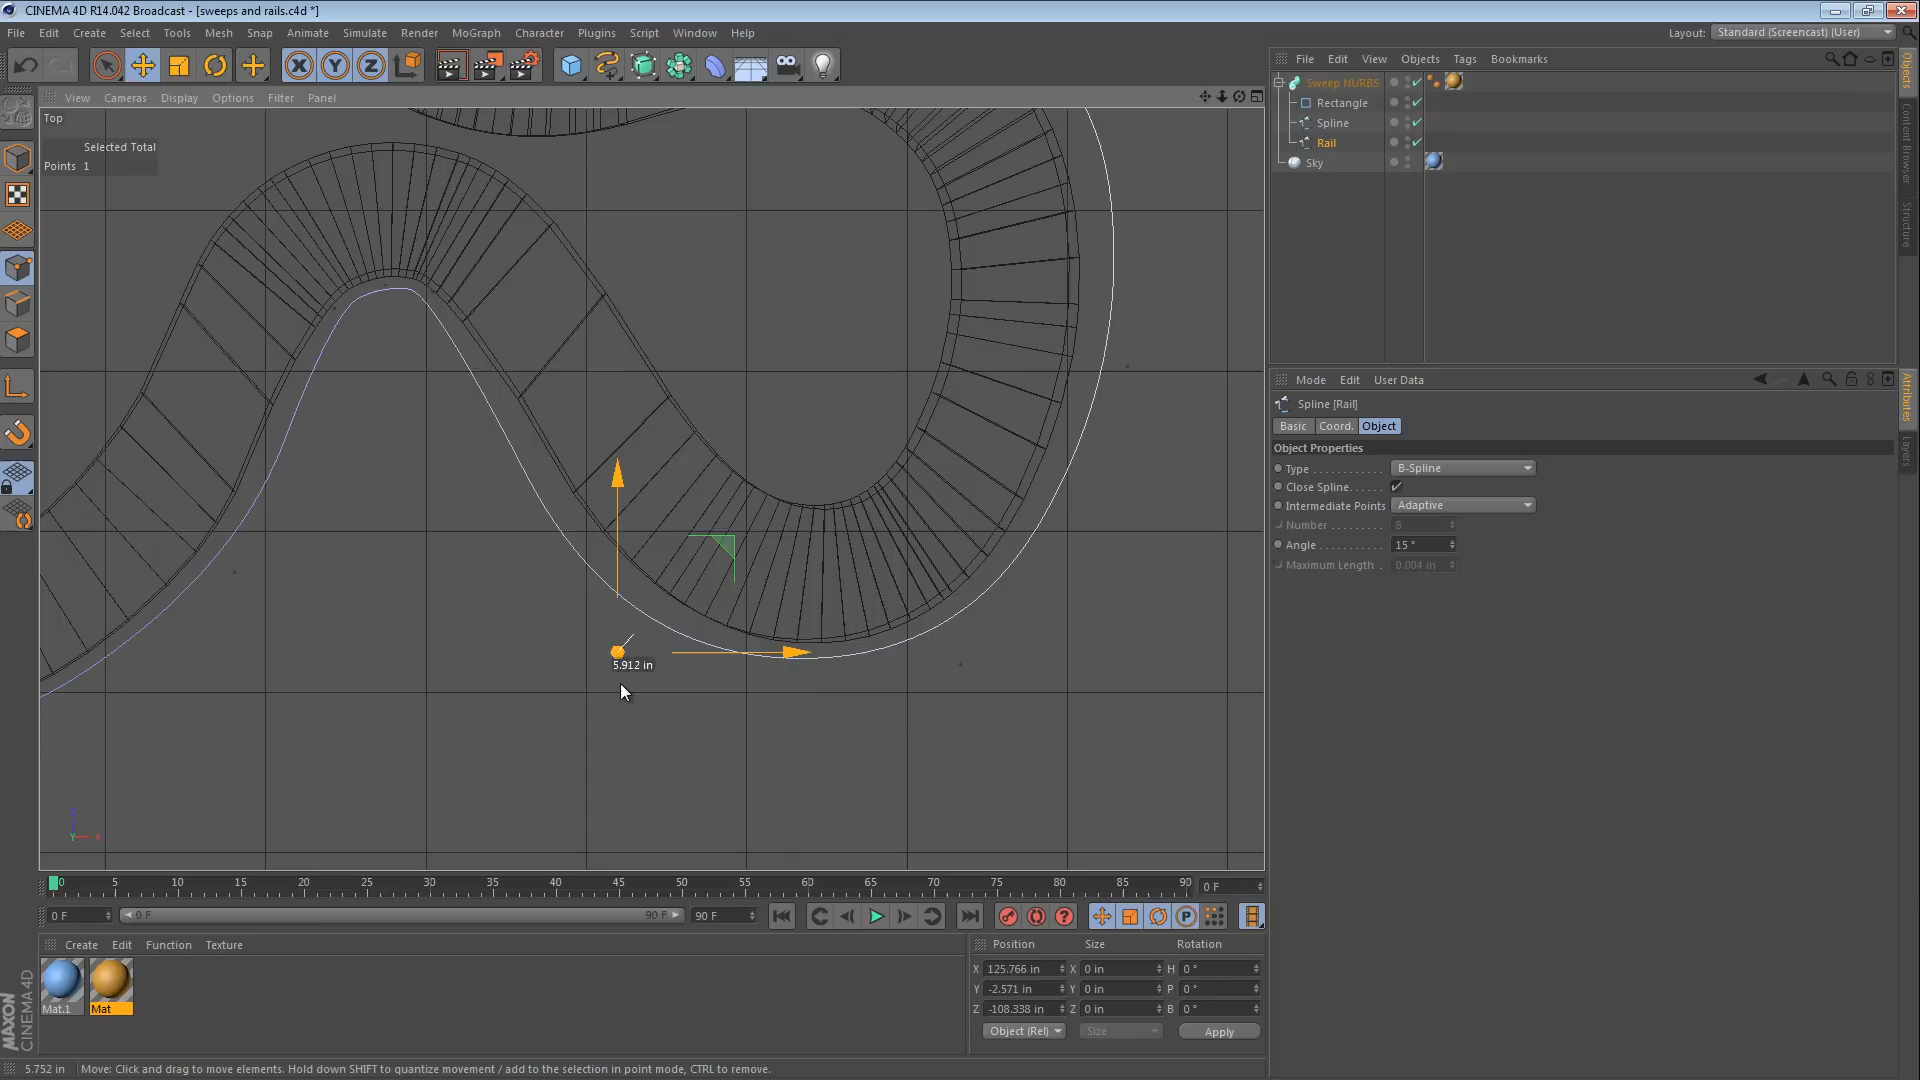 CINEMA 4D R14.042 Broadcast - [sweeps and rails.c4d *]
File Edit Create Select Tools Mesh Snap Animate Simulate Render MoGraph Character Plugins Script Window Help
Layout: Standard (Screencast) (User)
X Y Z
File Edit View Objects Tags Bookmarks
View Cameras Display Options Filter Panel
Top
Selected Total
Points 1
Sweep NURBS
Rectangle
Spline
Rail
Sky
Objects
Content Browser
Structure
Mode Edit User Data
Spline [Rail]
Basic Coord. Object
Object Properties
Type . . . . . . . . . . . . B-Spline
Close Spline. . . . . .
Intermediate Points Adaptive
Number . . . . . . . . . 8
Angle . . . . . . . . . . . 15 °
Maximum Length . 0.004 in
Attributes
Layers
5.912 in
Y X
0 5 10 15 20 25 30 35 40 45 50 55 60 65 70 75 80 85 90 0 F
0 F 0 F 90 F 90 F
P
Create Edit Function Texture
Mat.1 Mat
Position Size Rotation
X 125.766 in X 0 in H 0 °
Y -2.571 in Y 0 in P 0 °
Z -108.338 in Z 0 in B 0 °
Object (Rel) Size Apply
MAXON
CINEMA 4D
5.752 in Move: Click and drag to move elements. Hold down SHIFT to quantize movement / add to the selection in point mode, CTRL to remove.